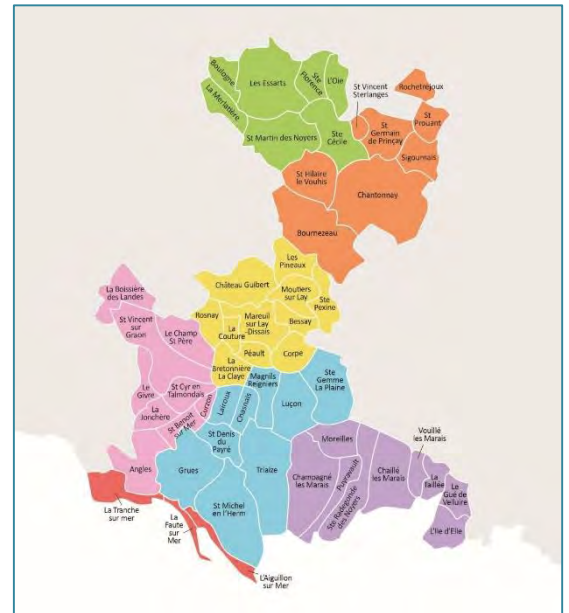 Boulogne
Les Essarts
Ste
Florence
L'Oie
La Merlatière
St Martin des Noyers
Ste
Cécile
St Vincent
Sterlanges
Rochetréjoux
St
Germain
de Prinçay
St
Prouant
Sigournais
St Hilaire
le Vouhis
Chantonnay
Bournezeau
Les
Pineaux
Château Guibert
Moutiers
sur Lay
Ste
Pexine
Rosnay
La
Couture
Mareuil
sur Lay
-Dissais
Bessay
Péault
Corpe
La
Bretonnière
La Claye
La Boissière
des Landes
St Vincent
sur
Graon
Le Champ
St Père
Le
Givre
St Cyr en
Talmondais
La
Jonchère
St Benoit
sur Mer
Curzon
Angles
Magnils
Reigniers
Lairoux
Chasnais
Luçon
Ste
Gemme
La Plaine
St Denis
du
Payré
Grues
Triaize
St Michel
en l'Herm
Moreilles
Champagné
les Marais
Puyravault
Ste Radégonde
des Noyers
Chaillé
les Marais
Vouillé
les Marais
La
Taillée
Le
Gué de
Velluire
L'Ile d'Elle
La Tranche
sur mer
La
Faute
sur
Mer
L'Aiguillon
sur Mer